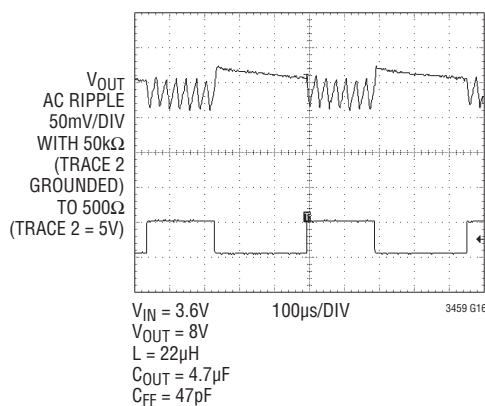 VOUT
AC RIPPLE
50mV/DIV
WITH 50kΩ
(TRACE 2
GROUNDED)
TO 500Ω
(TRACE 2 = 5V)
T
VIN = 3.6V
VOUT = 8V
L = 22µH
COUT = 4.7µF
CFF = 47pF
100µs/DIV
3459 G16